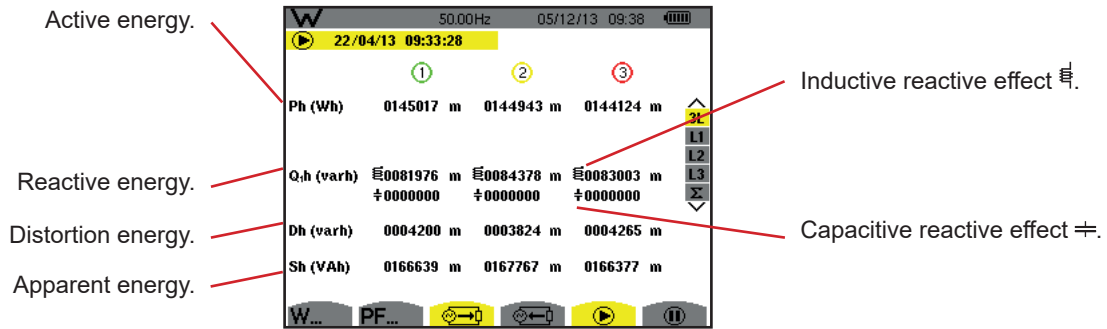 Active energy.
Reactive energy.
Distortion energy.
Apparent energy.
W 50.00Hz 05/12/13 09:38
22/04/13 09:33:28
1 2 3
Ph (Wh) 0145017 m 0144943 m 0144124 m
Q₁h (varh) 0081976 m 0084378 m 0083003 m
0000000 0000000 0000000
Dh (varh) 0004200 m 0003824 m 0004265 m
Sh (VAh) 0166639 m 0167767 m 0166377 m
3L
L1
L2
L3
Σ
W... PF...
Inductive reactive effect .
Capacitive reactive effect .